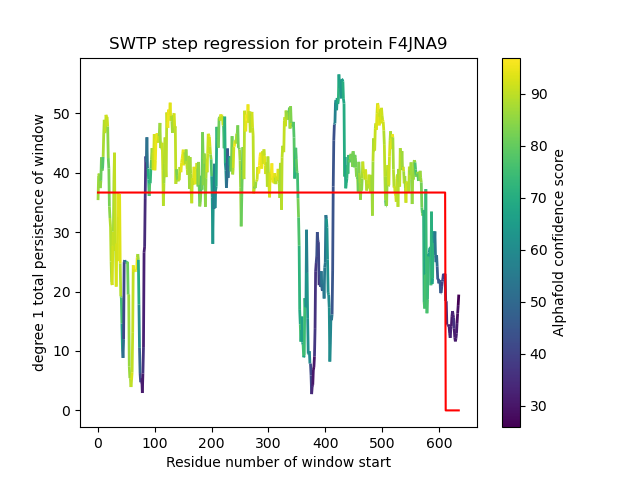 SWTP step regression for protein F4JNA9
degree 1 total persistence of window
50
40
30
20
10
0
0 100 200 300 400 500 600
Residue number of window start
90
80
70
60
50
40
30
Alphafold confidence score